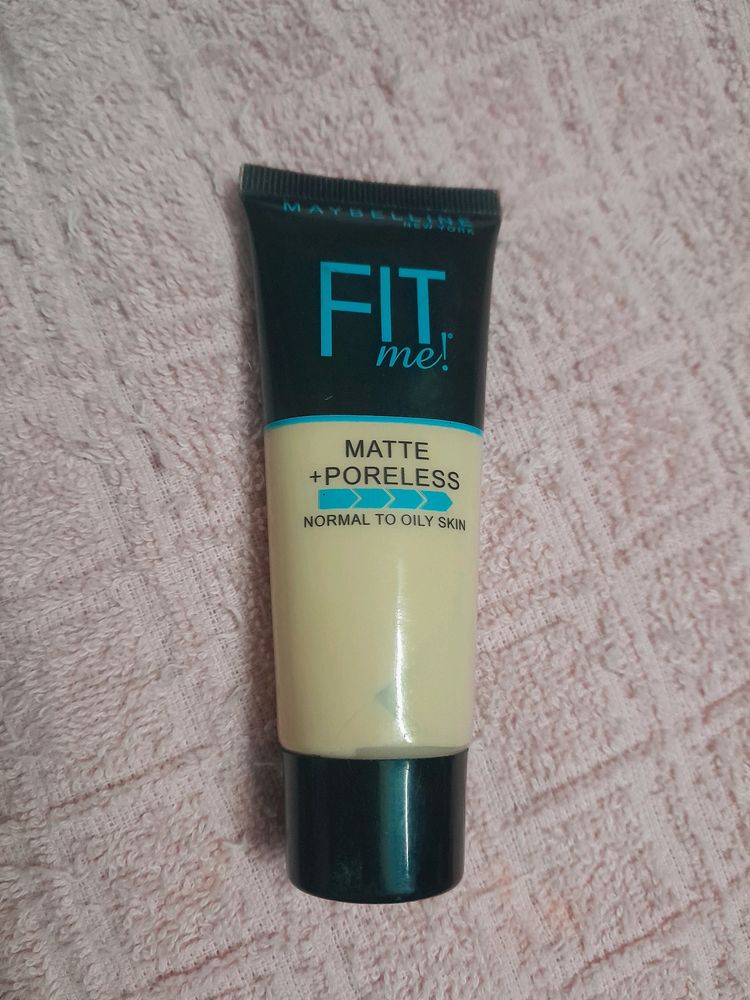 MAYBELLINE
NEW YORK
FIT
me!®
MATTE
+PORELESS
NORMAL TO OILY SKIN